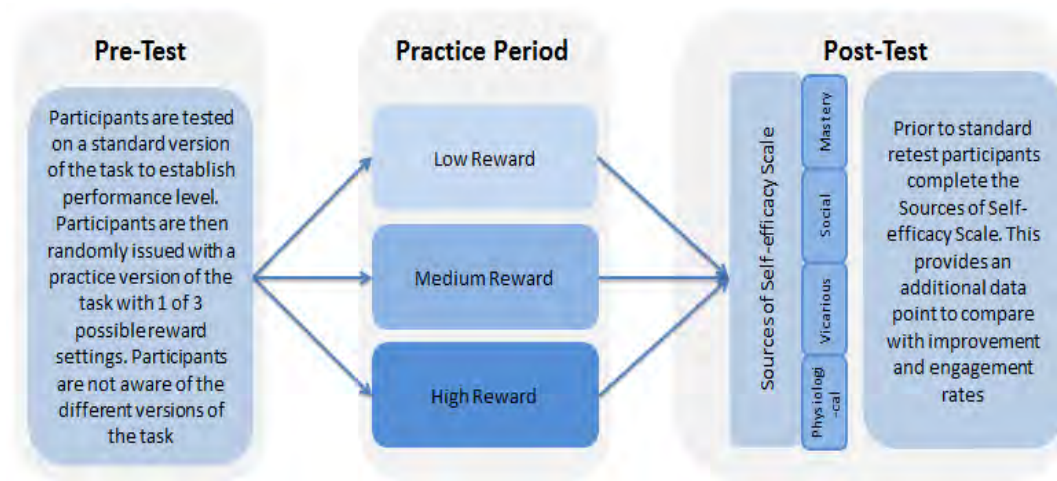 Pre-Test
Participants are tested
on a standard version
of the task to establish
performance level.
Participants are then
randomly issued with a
practice version of the
task with 1 of 3
possible reward
settings. Participants
are not aware of the
different versions of
the task
Practice Period
Low Reward
Medium Reward
High Reward
Post-Test
Sources of Self-efficacy Scale
Mastery
Social
Vicarious
Physiologi
-cal
Prior to standard
retest participants
complete the
Sources of Self-
efficacy Scale. This
provides an
additional data
point to compare
with improvement
and engagement
rates